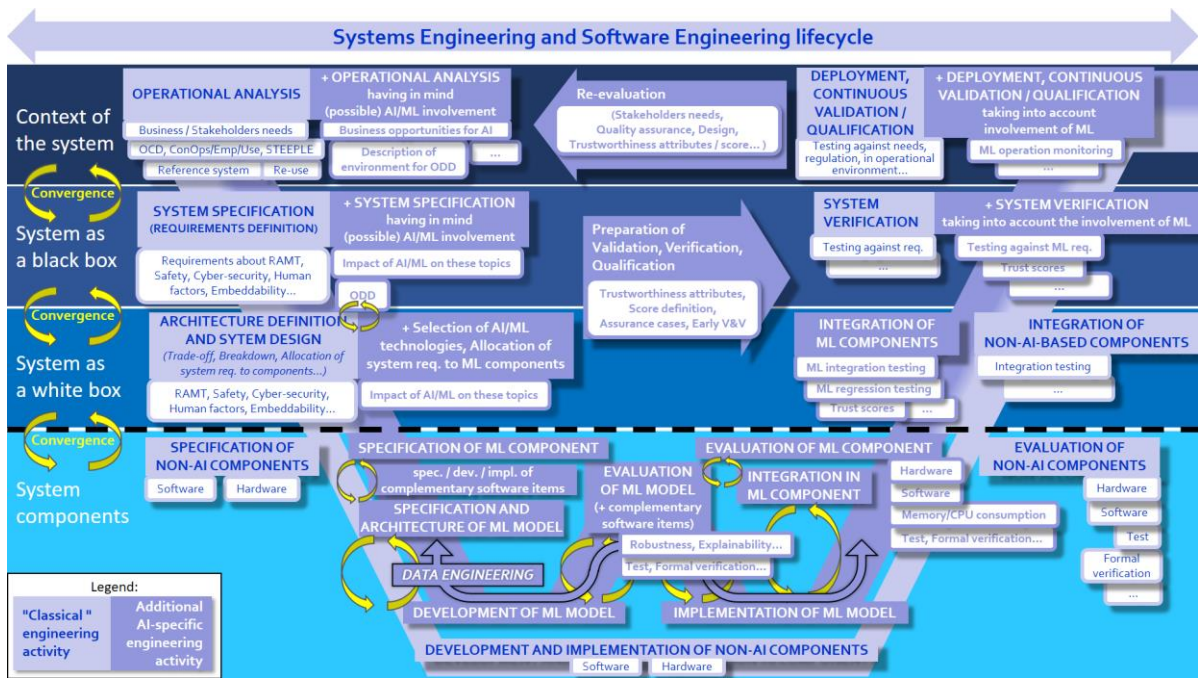 Systems Engineering and Software Engineering lifecycle
Context of
the system
OPERATIONAL ANALYSIS
Business / Stakeholders needs
OCD, ConOps/Emp/Use, STEEPLE
Reference system
Re-use
+ OPERATIONAL ANALYSIS
having in mind
(possible) AI/ML involvement
Business opportunities for AI
Description of
environment for ODD
...
Re-evaluation
(Stakeholders needs,
Quality assurance, Design,
Trustworthiness attributes / score... )
DEPLOYMENT,
CONTINUOUS
VALIDATION /
QUALIFICATION
Testing against needs,
regulation, in operational
environment...
+ DEPLOYMENT, CONTINUOUS
VALIDATION / QUALIFICATION
taking into account
involvement of ML
ML operation monitoring
...
Convergence
System as
a black box
SYSTEM SPECIFICATION
(REQUIREMENTS DEFINITION)
Requirements about RAMT,
Safety, Cyber-security, Human
factors, Embeddability...
+ SYSTEM SPECIFICATION
having in mind
(possible) AI/ML involvement
Impact of AI/ML on these topics
ODD
Preparation of
Validation, Verification,
Qualification
Trustworthiness attributes,
Score definition,
Assurance cases, Early V&V
SYSTEM
VERIFICATION
Testing against req.
...
+ SYSTEM VERIFICATION
taking into account the involvement of ML
Testing against ML req.
Trust scores
...
Convergence
System as
a white box
ARCHITECTURE DEFINITION
AND SYTEM DESIGN
(Trade-off, Breakdown, Allocation of
system req. to components...)
RAMT, Safety, Cyber-security,
Human factors, Embeddability...
+ Selection of AI/ML
technologies, Allocation of
system req. to ML components
Impact of AI/ML on these topics
INTEGRATION OF
ML COMPONENTS
ML integration testing
ML regression testing
Trust scores
...
INTEGRATION OF
NON-AI-BASED COMPONENTS
Integration testing
...
Convergence
System
components
SPECIFICATION OF
NON-AI COMPONENTS
Software
Hardware
SPECIFICATION OF ML COMPONENT
spec. / dev. / impl. of
complementary software items
SPECIFICATION AND
ARCHITECTURE OF ML MODEL
DATA ENGINEERING
DEVELOPMENT OF ML MODEL
EVALUATION
OF ML MODEL
(+ complementary
software items)
Robustness, Explainability...
Test, Formal verification...
EVALUATION OF ML COMPONENT
INTEGRATION IN
ML COMPONENT
IMPLEMENTATION OF ML MODEL
Hardware
Software
Memory/CPU consumption
Test, Formal verification...
EVALUATION OF
NON-AI COMPONENTS
Hardware
Software
Test
Formal
verification
...
DEVELOPMENT AND IMPLEMENTATION OF NON-AI COMPONENTS
Software
Hardware
Legend:
"Classical "
engineering
activity
Additional
AI-specific
engineering
activity